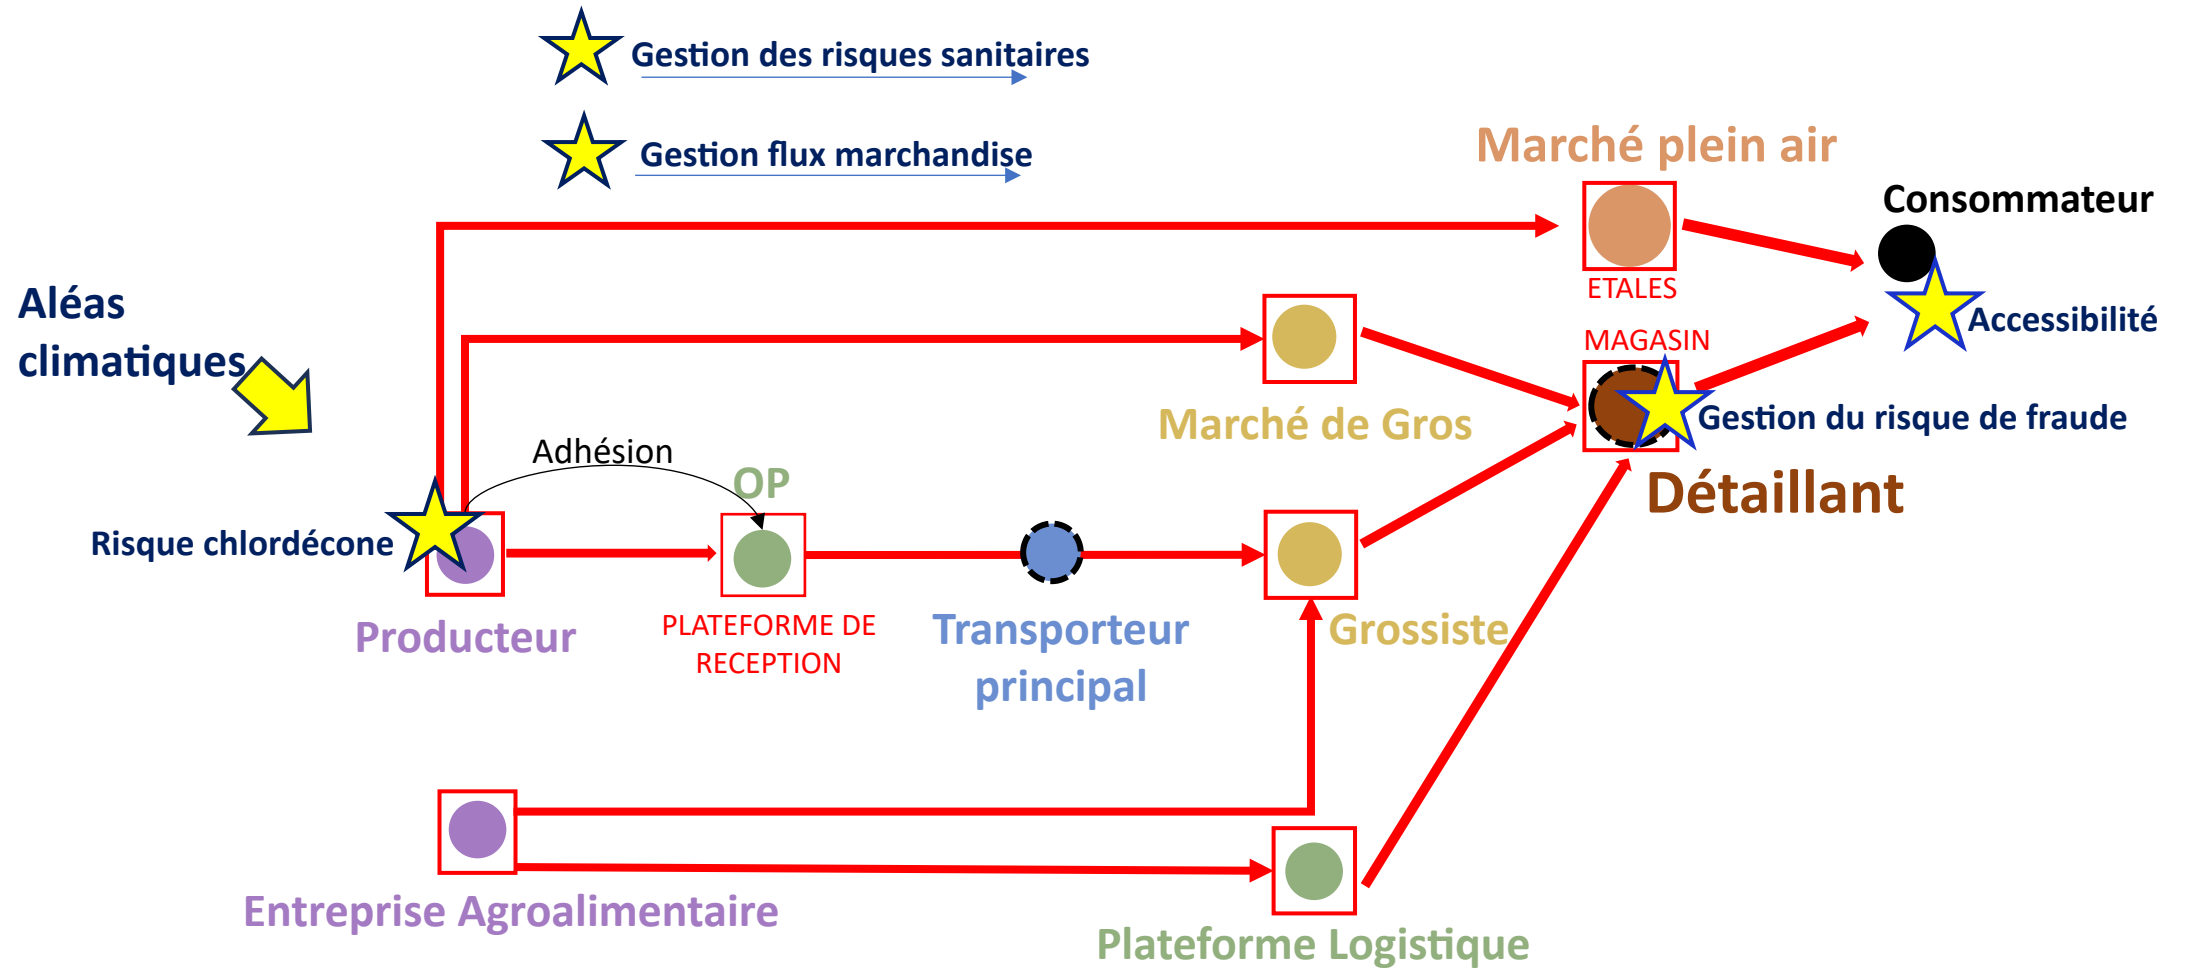 Gestion des risques sanitaires
Gestion flux marchandise
Marché plein air
Consommateur
ETALES
Aléas
climatiques
Accessibilité
MAGASIN
Marché de Gros
Gestion du risque de fraude
Adhésion
OP
Détaillant
Risque chlordécone
Producteur
PLATEFORME DE
RECEPTION
Transporteur
principal
Grossiste
Entreprise Agroalimentaire
Plateforme Logistique